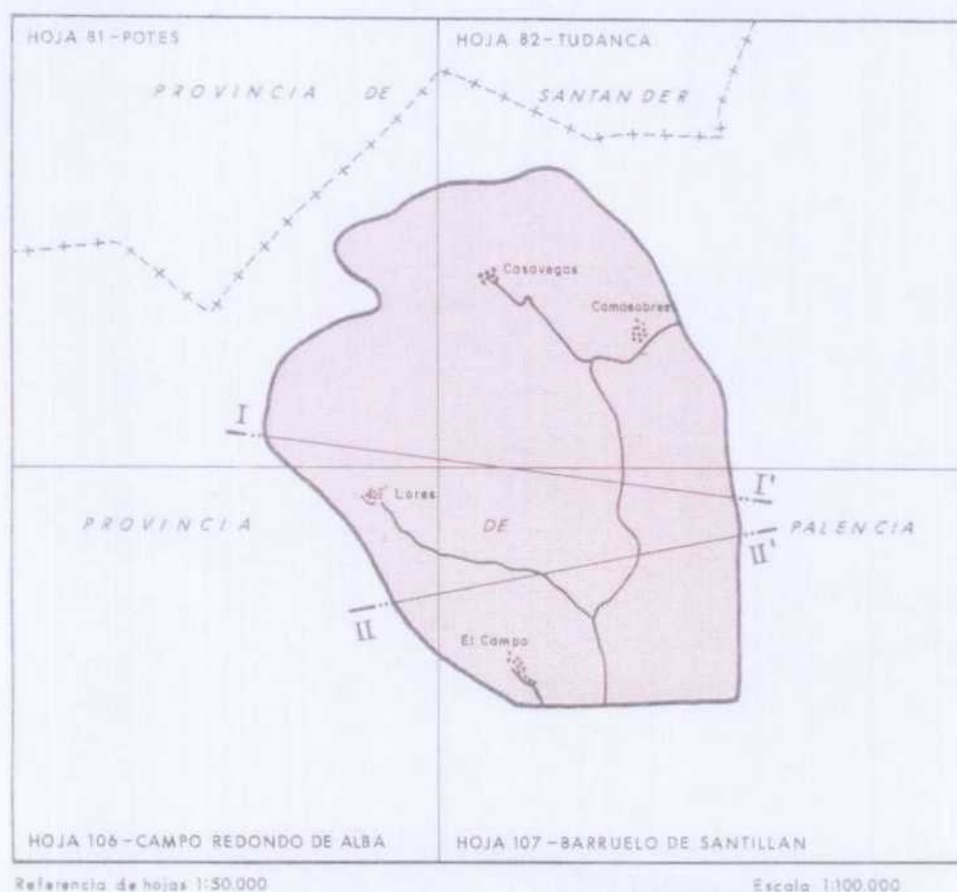 HOJA 81-POTES
HOJA 82-TUDANCA
PROVINCIA DE SANTANDER
Casavegas
Camasobres
I
I'
Lores
PROVINCIA DE PALENCIA
II'
II
El Campo
HOJA 106-CAMPO REDONDO DE ALBA
HOJA 107-BARRUELO DE SANTILLAN
Referencia de hojas 1:50.000
Escala 1:100.000